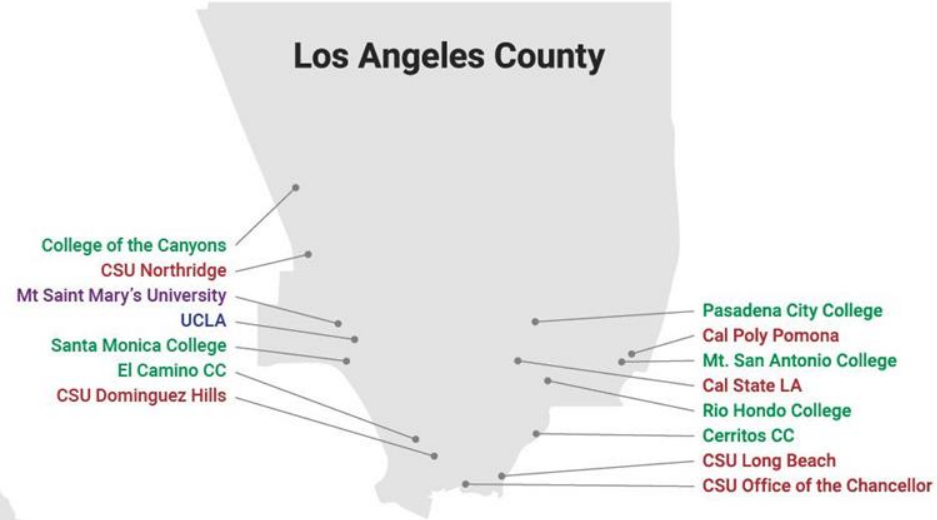 Los Angeles County
College of the Canyons
CSU Northridge
Mt Saint Mary's University
UCLA
Santa Monica College
El Camino CC
CSU Dominguez Hills
Pasadena City College
Cal Poly Pomona
Mt. San Antonio College
Cal State LA
Rio Hondo College
Cerritos CC
CSU Long Beach
CSU Office of the Chancellor